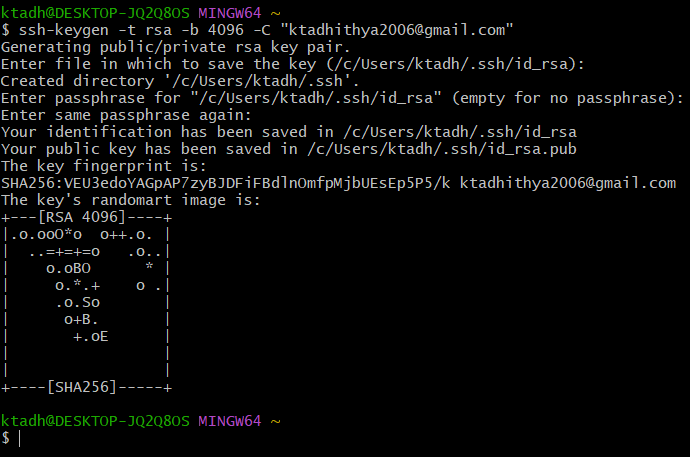 ktadh@DESKTOP-JQ2Q8OS MINGW64 ~
$ ssh-keygen -t rsa -b 4096 -C "ktadhithya2006@gmail.com"
Generating public/private rsa key pair.
Enter file in which to save the key (/c/Users/ktadh/.ssh/id_rsa):
Created directory '/c/Users/ktadh/.ssh'.
Enter passphrase for "/c/Users/ktadh/.ssh/id_rsa" (empty for no passphrase):
Enter same passphrase again:
Your identification has been saved in /c/Users/ktadh/.ssh/id_rsa
Your public key has been saved in /c/Users/ktadh/.ssh/id_rsa.pub
The key fingerprint is:
SHA256:VEU3edoYAGpAP7zyBJDFiFBdlnOmfpMjbUEsEp5P5/k ktadhithya2006@gmail.com
The key's randomart image is:
+---[RSA 4096]----+
|.o.ooO*o  o++.o. |
|  ..=+=+=o   .o..|
|    o.oBO      * |
|     o.*.+    o .|
|     .o.So       |
|      o+B.       |
|       +.oE      |
|                 |
|                 |
+----[SHA256]-----+
ktadh@DESKTOP-JQ2Q8OS MINGW64 ~
$